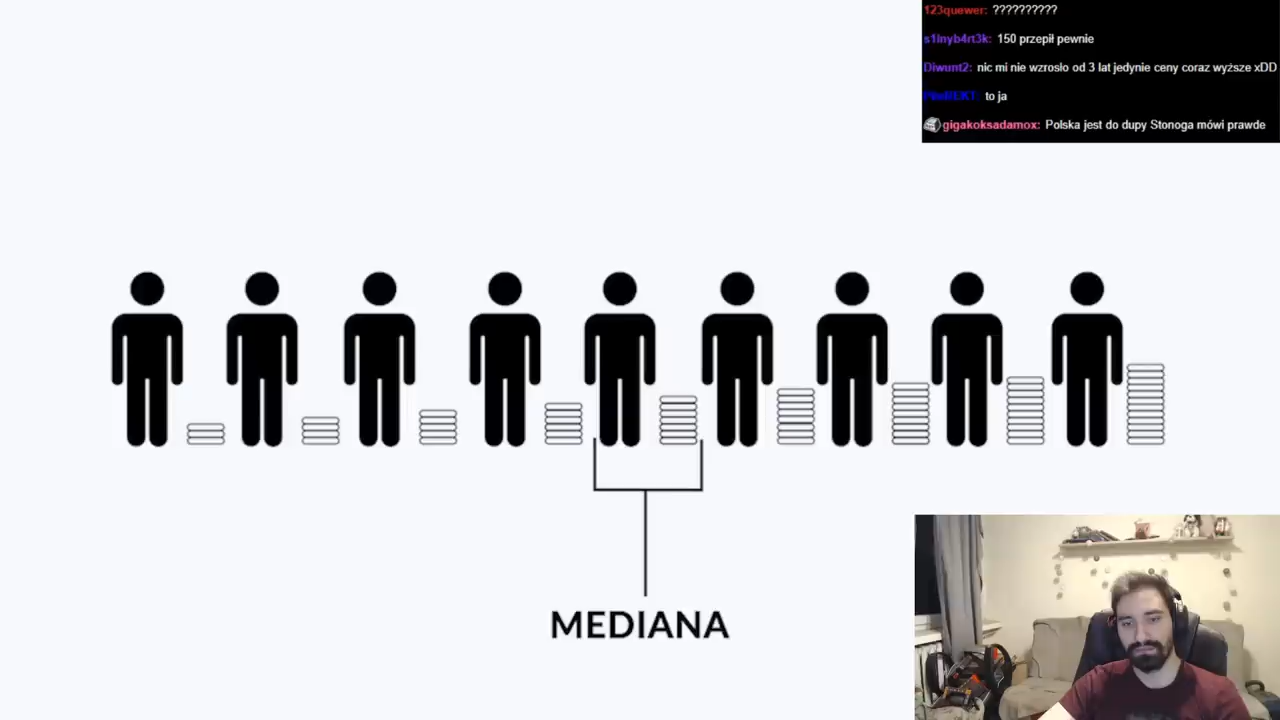 123quewer: ??????????
s1lnyb4rt3k: 150 przepił pewnie
Diwunt2: nic mi nie wzrosło od 3 lat jedynie ceny coraz wyższe xDD
to ja
gigakoksadamox: Polska jest do dupy Stonoga mówi prawde
MEDIANA